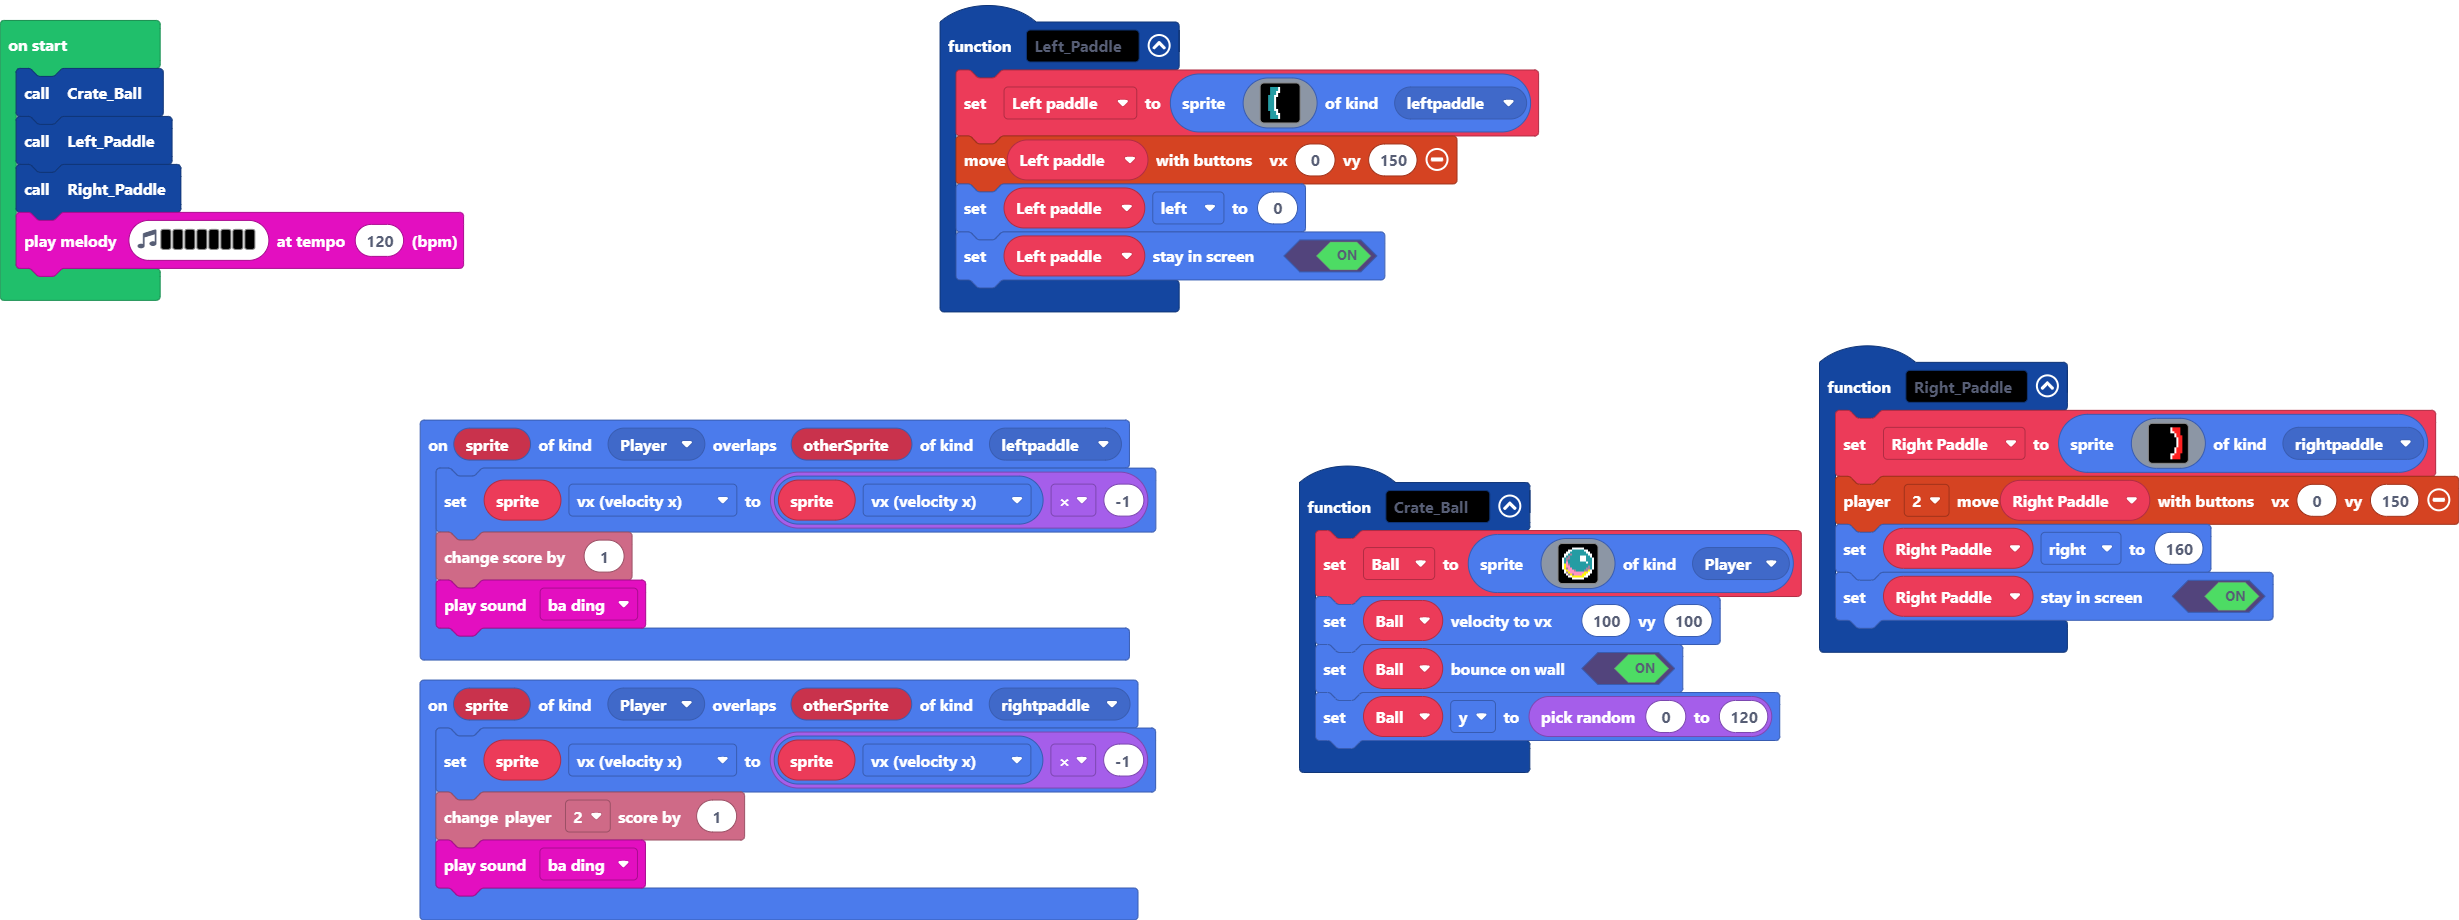 on start
call Crate_Ball
call Left_Paddle
call Right_Paddle
play melody at tempo 120 (bpm)
function Left_Paddle
set Left paddle to sprite of kind leftpaddle
move Left paddle with buttons vx 0 vy 150
set Left paddle left to 0
set Left paddle stay in screen ON
on sprite of kind Player overlaps otherSprite of kind leftpaddle
set sprite vx (velocity x) to sprite vx (velocity x) × -1
change score by 1
play sound ba ding
on sprite of kind Player overlaps otherSprite of kind rightpaddle
set sprite vx (velocity x) to sprite vx (velocity x) × -1
change player 2 score by 1
play sound ba ding
function Crate_Ball
set Ball to sprite of kind Player
set Ball velocity to vx 100 vy 100
set Ball bounce on wall ON
set Ball y to pick random 0 to 120
function Right_Paddle
set Right Paddle to sprite of kind rightpaddle
player 2 move Right Paddle with buttons vx 0 vy 150
set Right Paddle right to 160
set Right Paddle stay in screen ON